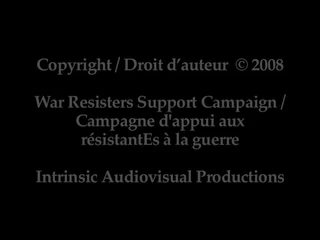 Copyright / Droit d’auteur © 2008
War Resisters Support Campaign /
Campagne d'appui aux
résistantEs à la guerre
Intrinsic Audiovisual Productions